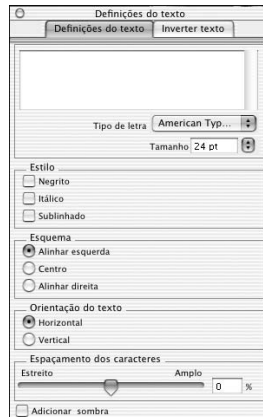 Definições do texto
Definições do texto Inverter texto
Tipo de letra American Typ...
Tamanho 24 pt
Estilo
Negrito
Itálico
Sublinhado
Esquema
Alinhar esquerda
Centro
Alinhar direita
Orientação do texto
Horizontal
Vertical
Espaçamento dos caracteres
Estreito Amplo
0 %
Adicionar sombra